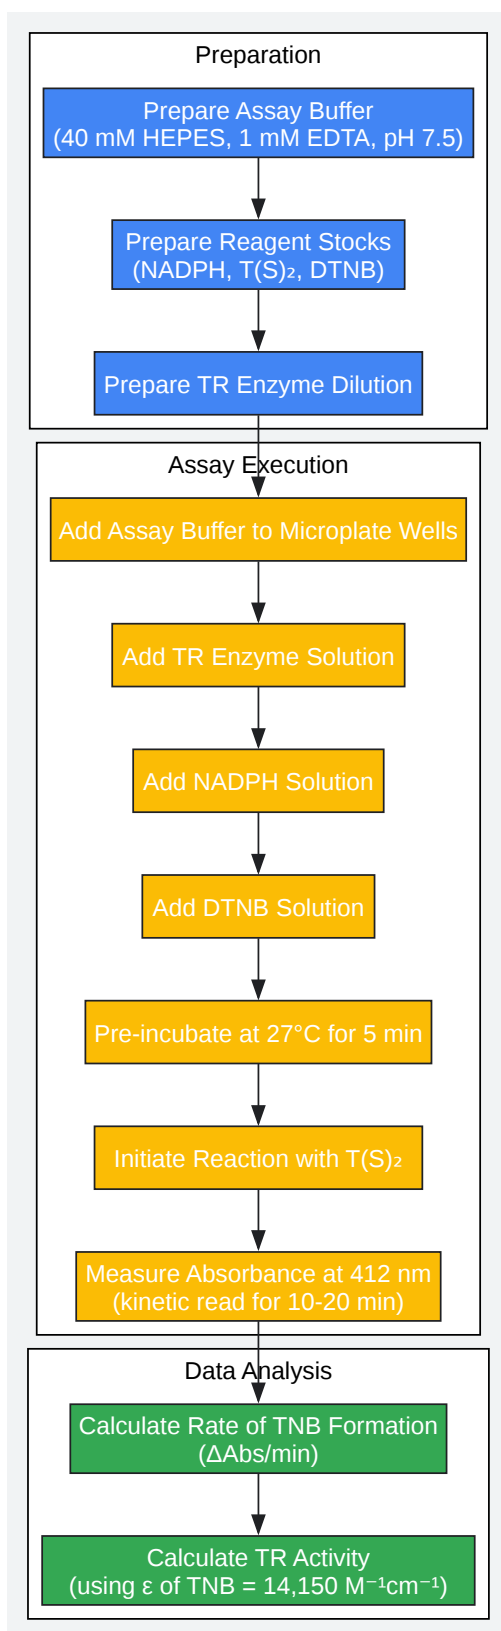 Preparation
Prepare Assay Buffer
(40 mM HEPES, 1 mM EDTA, pH 7.5)
Prepare Reagent Stocks
(NADPH, T(S)₂, DTNB)
Prepare TR Enzyme Dilution
Assay Execution
Add Assay Buffer to Microplate Wells
Add TR Enzyme Solution
Add NADPH Solution
Add DTNB Solution
Pre-incubate at 27°C for 5 min
Initiate Reaction with T(S)₂
Measure Absorbance at 412 nm
(kinetic read for 10-20 min)
Data Analysis
Calculate Rate of TNB Formation
(ΔAbs/min)
Calculate TR Activity
(using ε of TNB = 14,150 M⁻¹cm⁻¹)